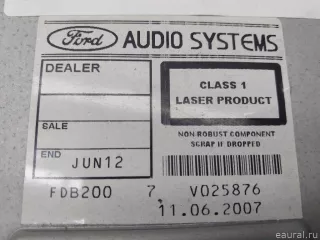 Ford AUDIO SYSTEMS
DEALER
CLASS 1
LASER PRODUCT
SALE
NON-ROBUST COMPONENT
SCRAP IF DROPPED
END JUN12
FDB200 7 V025876
11.06.2007
eaural.ru